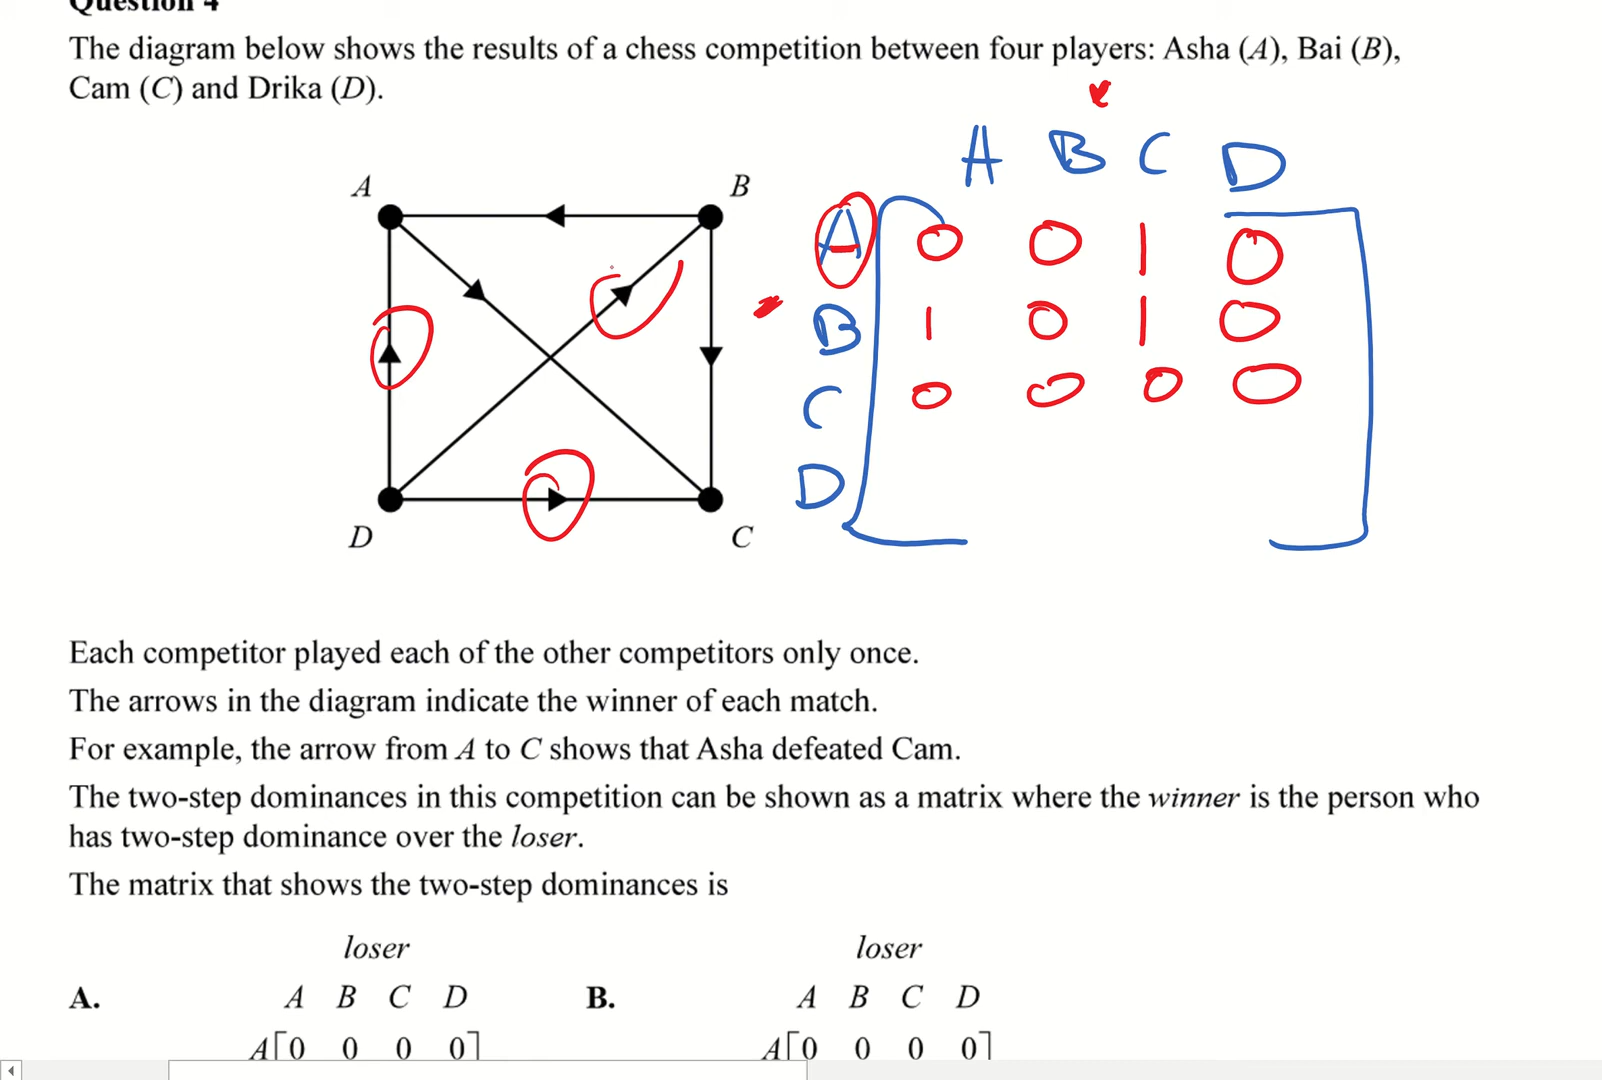 Question 4
The diagram below shows the results of a chess competition between four players: Asha (A), Bai (B),
Cam (C) and Drika (D).
A B C D
A B
A 0 0 1 0
B 1 0 1 0
C 0 0 0 0
D
D C
Each competitor played each of the other competitors only once.
The arrows in the diagram indicate the winner of each match.
For example, the arrow from A to C shows that Asha defeated Cam.
The two-step dominances in this competition can be shown as a matrix where the winner is the person who
has two-step dominance over the loser.
The matrix that shows the two-step dominances is
loser loser
A. A B C D B. A B C D
A[0 0 0 0] A[0 0 0 0]